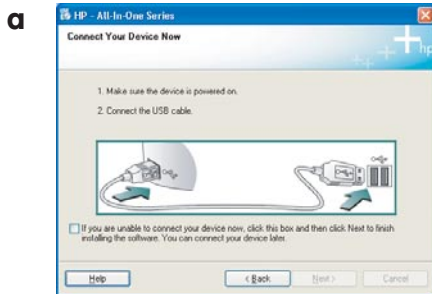 a
HP - All-In-One Series
Connect Your Device Now
hp
1. Make sure the device is powered on.
2. Connect the USB cable.
If you are unable to connect your device now, click this box and then click Next to finish
installing the software. You can connect your device later.
Help
< Back
Next >
Cancel